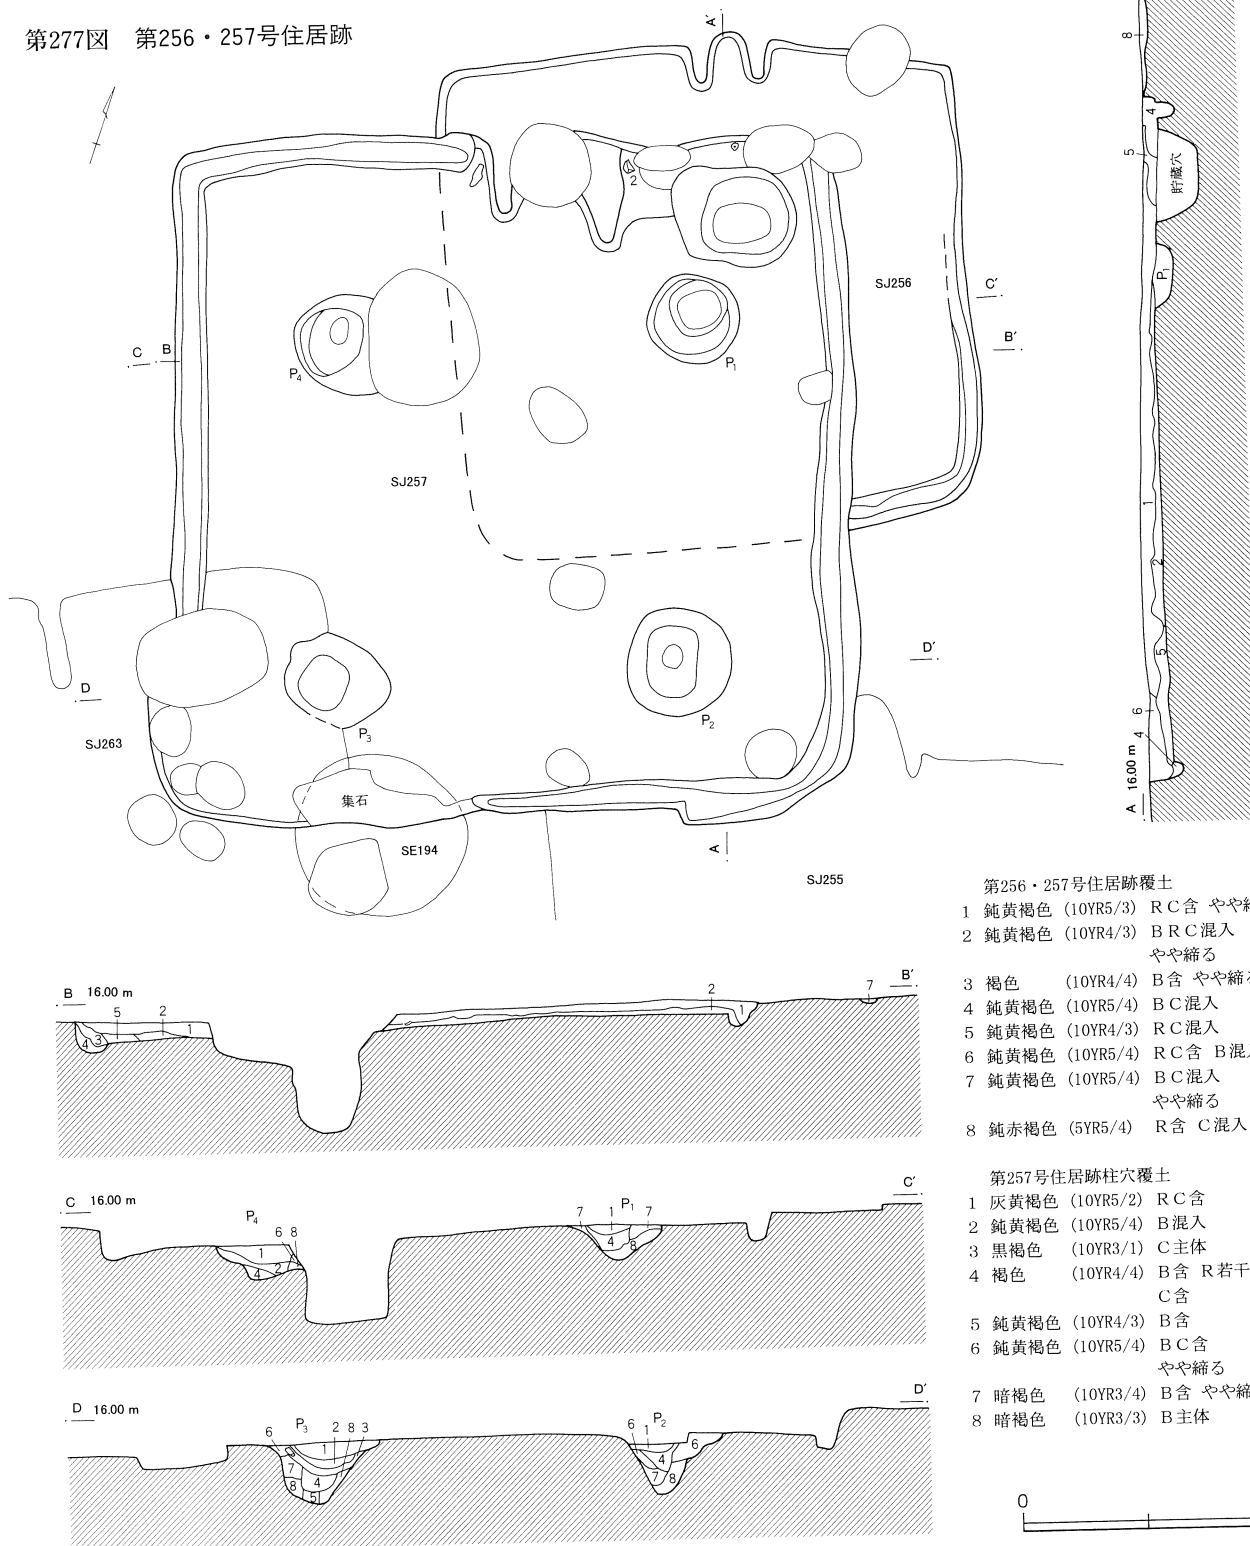 第277図　第256・257号住居跡
A′
8
4
5
貯蔵穴
P1
1
2
5
6
4
A 16.00 m
2
SJ256
C′
B′
C B
P4
P1
SJ257
D′
D
P2
P3
SJ263
集石
SE194
A
SJ255
第256・257号住居跡覆土
1 鈍黄褐色 (10YR5/3) ＲＣ含 やや
2 鈍黄褐色 (10YR4/3) ＢＲＣ混入
やや締る
3 褐色 (10YR4/4) Ｂ含 やや締
4 鈍黄褐色 (10YR5/4) ＢＣ混入
5 鈍黄褐色 (10YR4/3) ＲＣ混入
6 鈍黄褐色 (10YR5/4) ＲＣ含 Ｂ混
7 鈍黄褐色 (10YR5/4) ＢＣ混入
やや締る
8 鈍赤褐色 (5YR5/4) Ｒ含 Ｃ混入
第257号住居跡柱穴覆土
1 灰黄褐色 (10YR5/2) ＲＣ含
2 鈍黄褐色 (10YR5/4) Ｂ混入
3 黒褐色 (10YR3/1) Ｃ主体
4 褐色 (10YR4/4) Ｂ含 Ｒ若干
Ｃ含
5 鈍黄褐色 (10YR4/3) Ｂ含
6 鈍黄褐色 (10YR5/4) ＢＣ含
やや締る
7 暗褐色 (10YR3/4) Ｂ含 やや締
8 暗褐色 (10YR3/3) Ｂ主体
B 16.00 m
B′
5 2 1
4 3
2 1 7
C 16.00 m
C′
P4
6 8
1
4 2
P1
7 1 7
4 8
D 16.00 m
D′
P3
6 1 2 8 3
7 4
8 5
P2
6 1 6
4
7 8
0